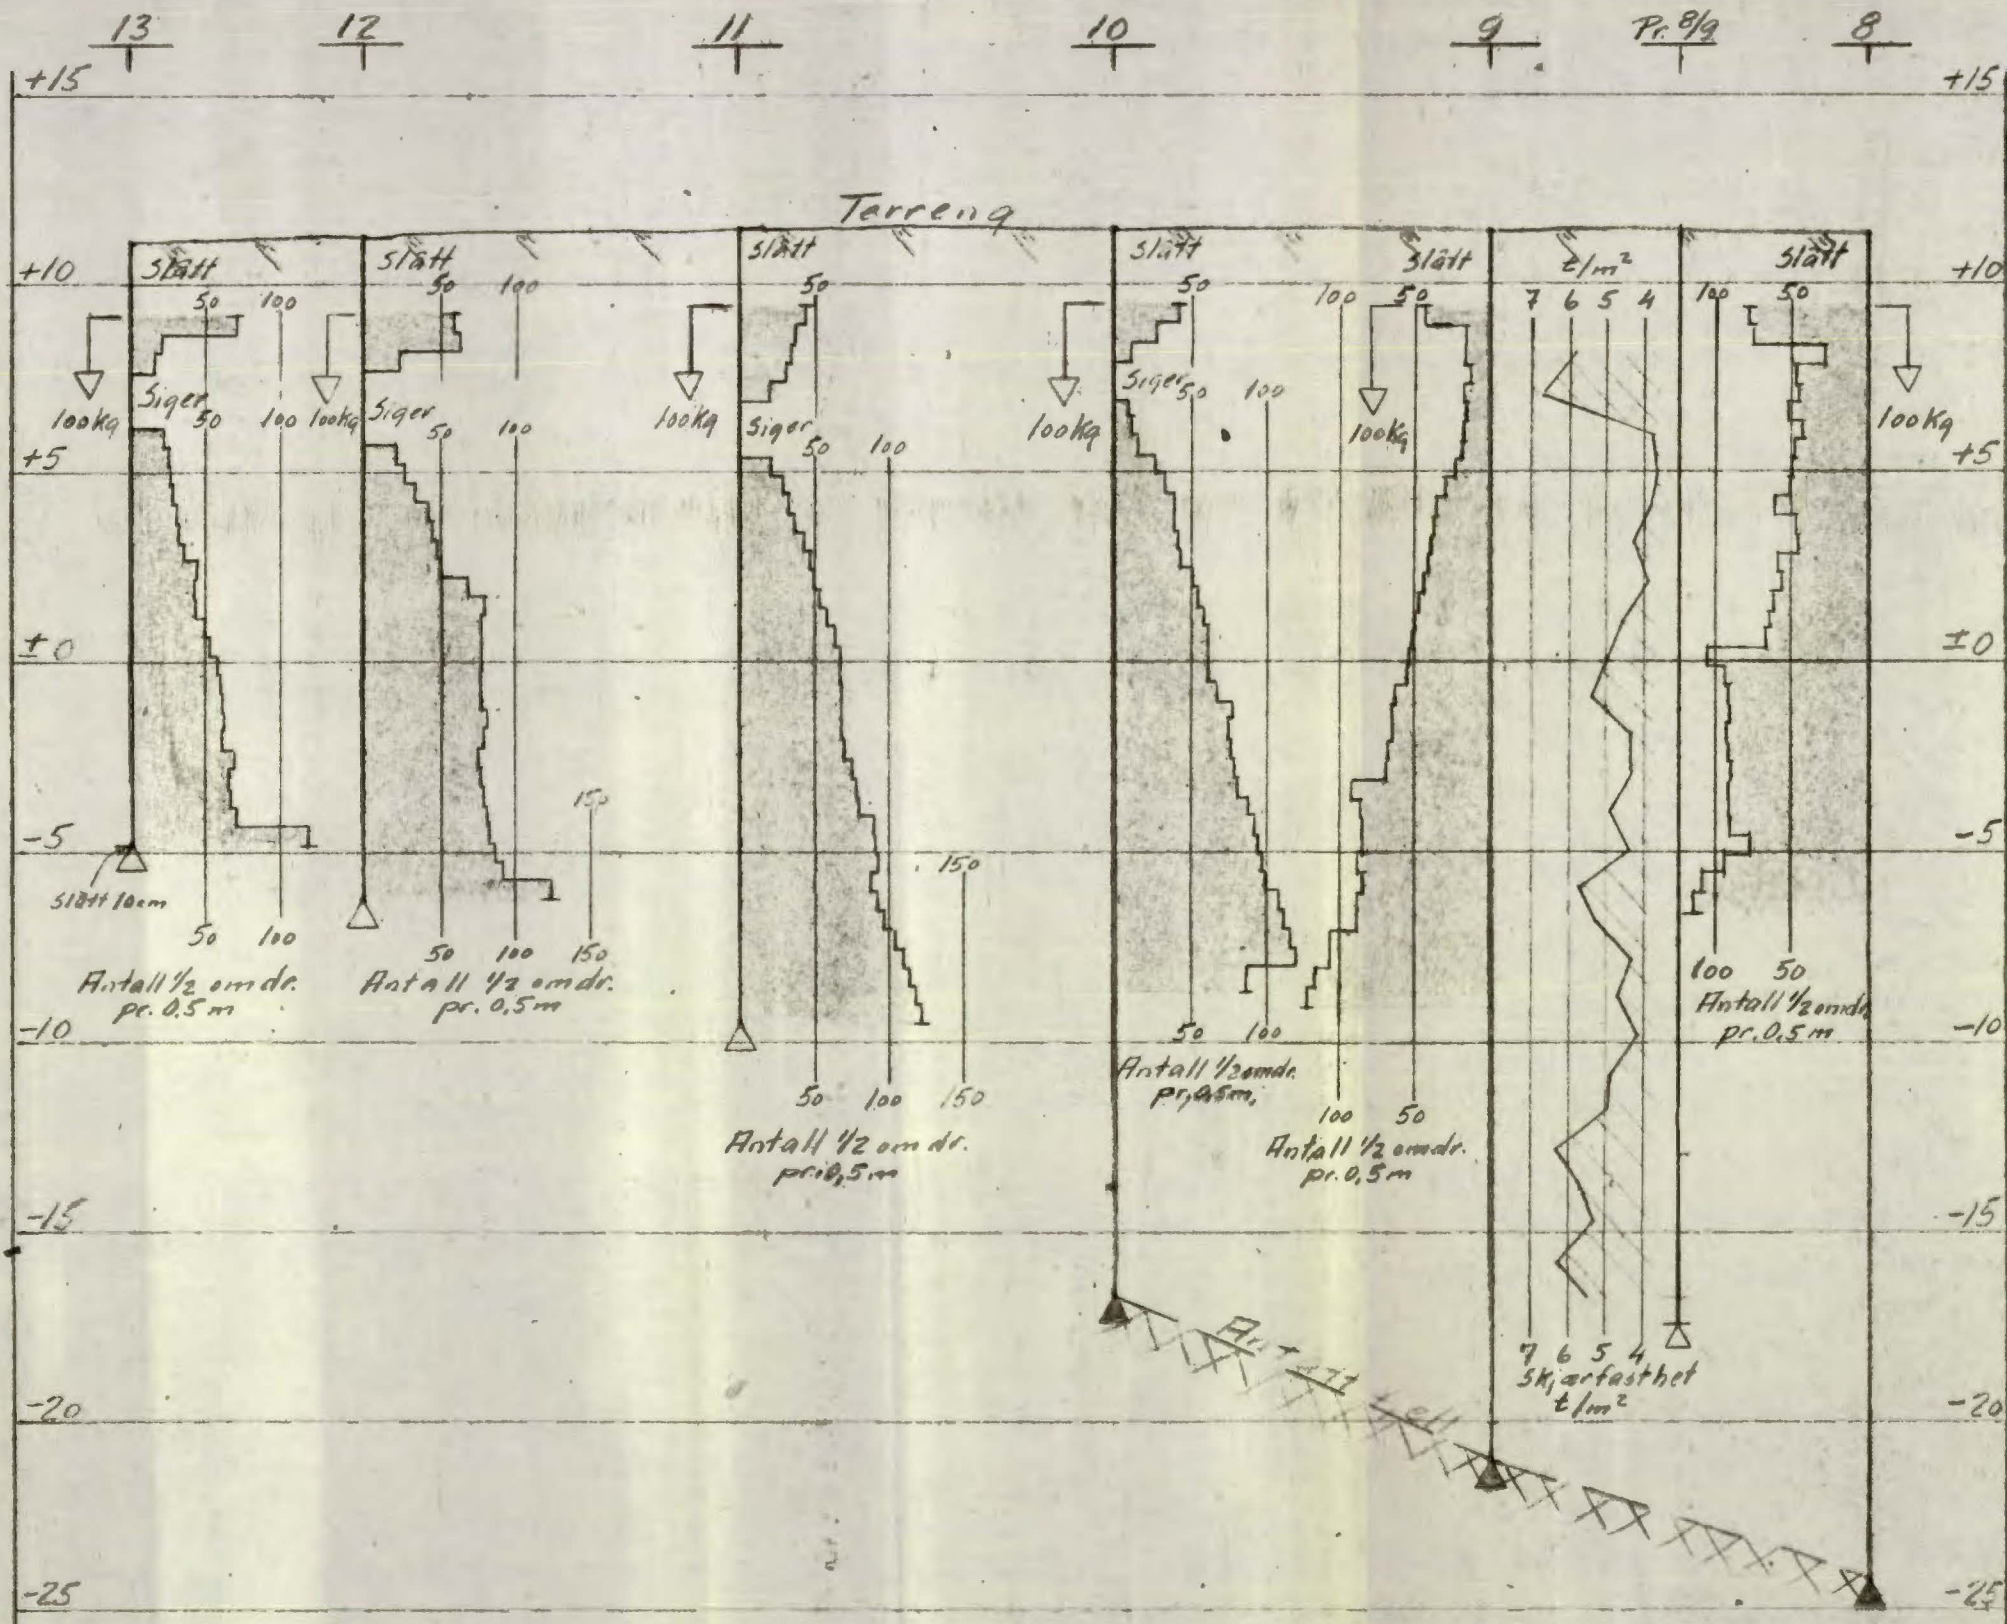 13 12 11 10 9 Pr. 8/9 8
+15 +15
Terreng
Slått Slått Slått Slått Slått t/m² Slått
+10 +10
50 100 50 100 50 50 100 50 7 6 5 4 100 50
100kg 100kg 100kg 100kg 100kg 100kg
Siger Siger Siger Siger
50 100 50 100 50 100 50 100
+5 +5
± 0 ± 0
150
-5 150 -5
slått 10cm
50 100 50 100 150 100 50
Antall 1/2 omdr.
pr. 0.5 m
Antall 1/2 omdr.
pr. 0,5 m
Antall 1/2 omdr.
pr. 0,5 m
-10 50 100 -10
Antall 1/2 omdr.
pr. 0,5m.
50 100 150 100 50
Antall 1/2 omdr.
pr. 0,5 m
Antall 1/2 omdr.
pr. 0,5 m
-15 -15
7 6 5 4
Skjærfasthet
t/m²
-20 -20
-25 -25